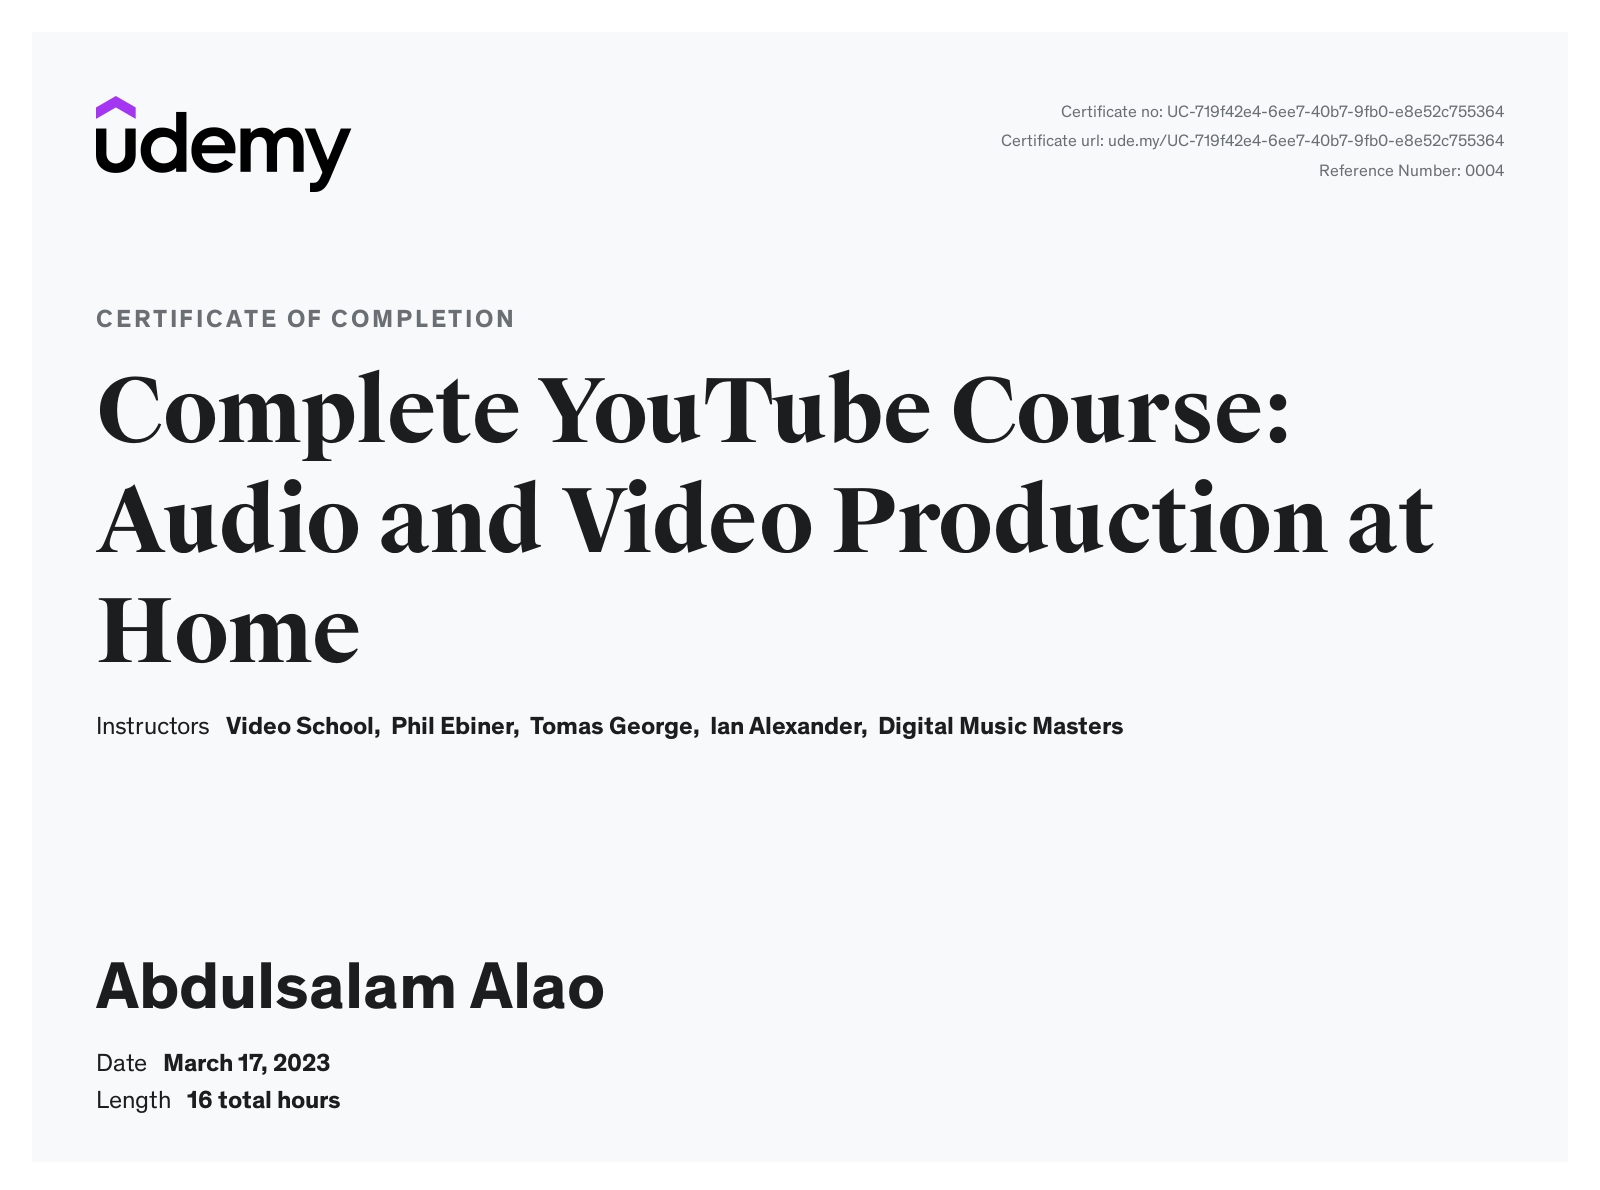 udemy
Certificate no: UC-719f42e4-6ee7-40b7-9fb0-e8e52c755364
Certificate url: ude.my/UC-719f42e4-6ee7-40b7-9fb0-e8e52c755364
Reference Number: 0004
CERTIFICATE OF COMPLETION
Complete YouTube Course:
Audio and Video Production at
Home
Instructors Video School, Phil Ebiner, Tomas George, Ian Alexander, Digital Music Masters
Abdulsalam Alao
Date March 17, 2023
Length 16 total hours